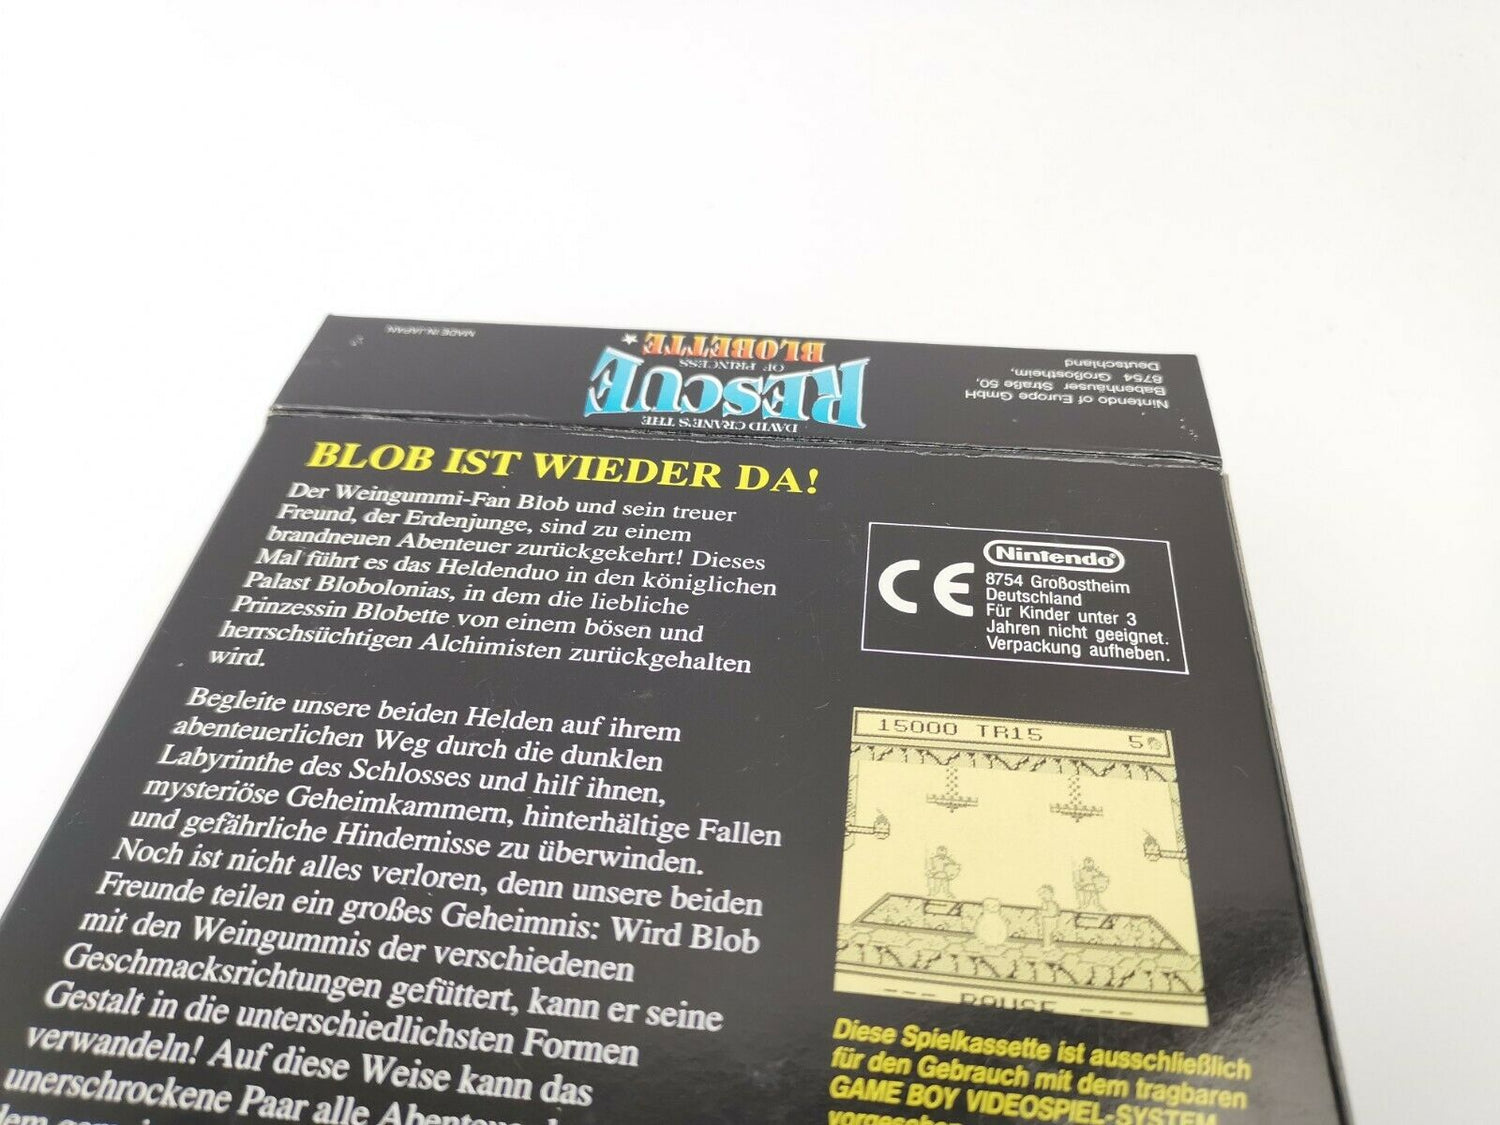 MADE IN JAPAN.
DAVID CRANE'S THE
RESCUE
OF PRINCESS
BLOBETTE
Nintendo of Europe GmbH
Babenhäuser Straße 50,
8754 Großostheim,
Deutschland
BLOB IST WIEDER DA!
Der Weingummi-Fan Blob und sein treuer
Freund, der Erdenjunge, sind zu einem
brandneuen Abenteuer zurückgekehrt! Dieses
Mal führt es das Heldenduo in den königlichen
Palast Blobolonias, in dem die liebliche
Prinzessin Blobette von einem bösen und
herrschsüchtigen Alchimisten zurückgehalten
wird.
Begleite unsere beiden Helden auf ihrem
abenteuerlichen Weg durch die dunklen
Labyrinthe des Schlosses und hilf ihnen,
mysteriöse Geheimkammern, hinterhältige Fallen
und gefährliche Hindernisse zu überwinden.
Noch ist nicht alles verloren, denn unsere beiden
Freunde teilen ein großes Geheimnis: Wird Blob
mit den Weingummis der verschiedenen
Geschmacksrichtungen gefüttert, kann er seine
Gestalt in die unterschiedlichsten Formen
verwandeln! Auf diese Weise kann das
unerschrockene Paar alle
CE
Nintendo
8754 Großostheim
Deutschland
Für Kinder unter 3
Jahren nicht geeignet.
Verpackung aufheben.
15000 TR15 5
--- PAUSE ---
Diese Spielkassette ist ausschließlich
für den Gebrauch mit dem tragbaren
GAME BOY VIDEOSPIEL-SYSTEM